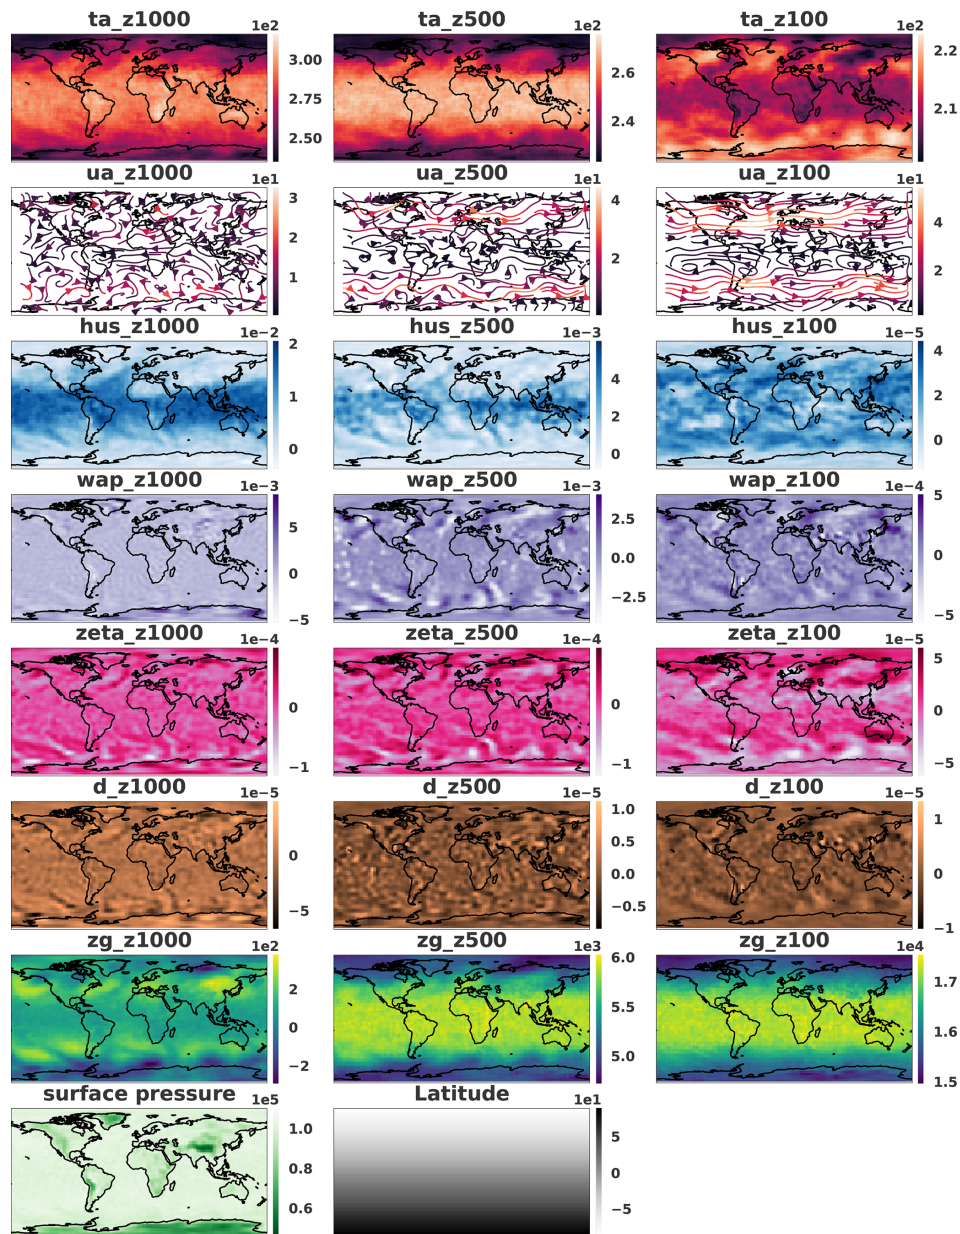 ta_z1000 ta_z500 ta_z100
1e2 1e2 1e2
3.00 2.75 2.50
2.6 2.4
2.2 2.1
ua_z1000 ua_z500 ua_z100
1e1 1e1 1e1
3 2 1
4 2
4 2
hus_z1000 hus_z500 hus_z100
1e-2 1e-3 1e-5
2 1 0
4 2 0
4 2 0
wap_z1000 wap_z500 wap_z100
1e-3 1e-3 1e-4
5 0 −5
2.5 0.0 −2.5
5 0 −5
zeta_z1000 zeta_z500 zeta_z100
1e-4 1e-4 1e-5
0 −1
0 −1
5 0 −5
d_z1000 d_z500 d_z100
1e-5 1e-5 1e-5
0 −5
1.0 0.5 0.0 −0.5
1 0 −1
zg_z1000 zg_z500 zg_z100
1e2 1e3 1e4
2 0 −2
6.0 5.5 5.0
1.7 1.6 1.5
surface pressure Latitude
1e5 1e1
1.0 0.8 0.6
5 0 −5